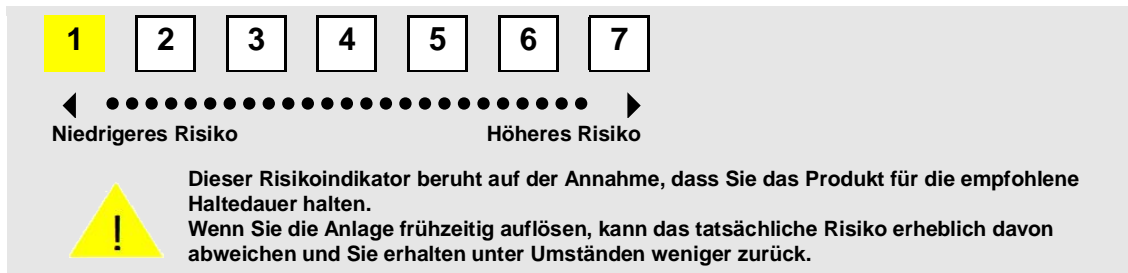 1 2 3 4 5 6 7
Niedrigeres Risiko Höheres Risiko
Dieser Risikoindikator beruht auf der Annahme, dass Sie das Produkt für die empfohlene
Haltedauer halten.
Wenn Sie die Anlage frühzeitig auflösen, kann das tatsächliche Risiko erheblich davon
abweichen und Sie erhalten unter Umständen weniger zurück.
!